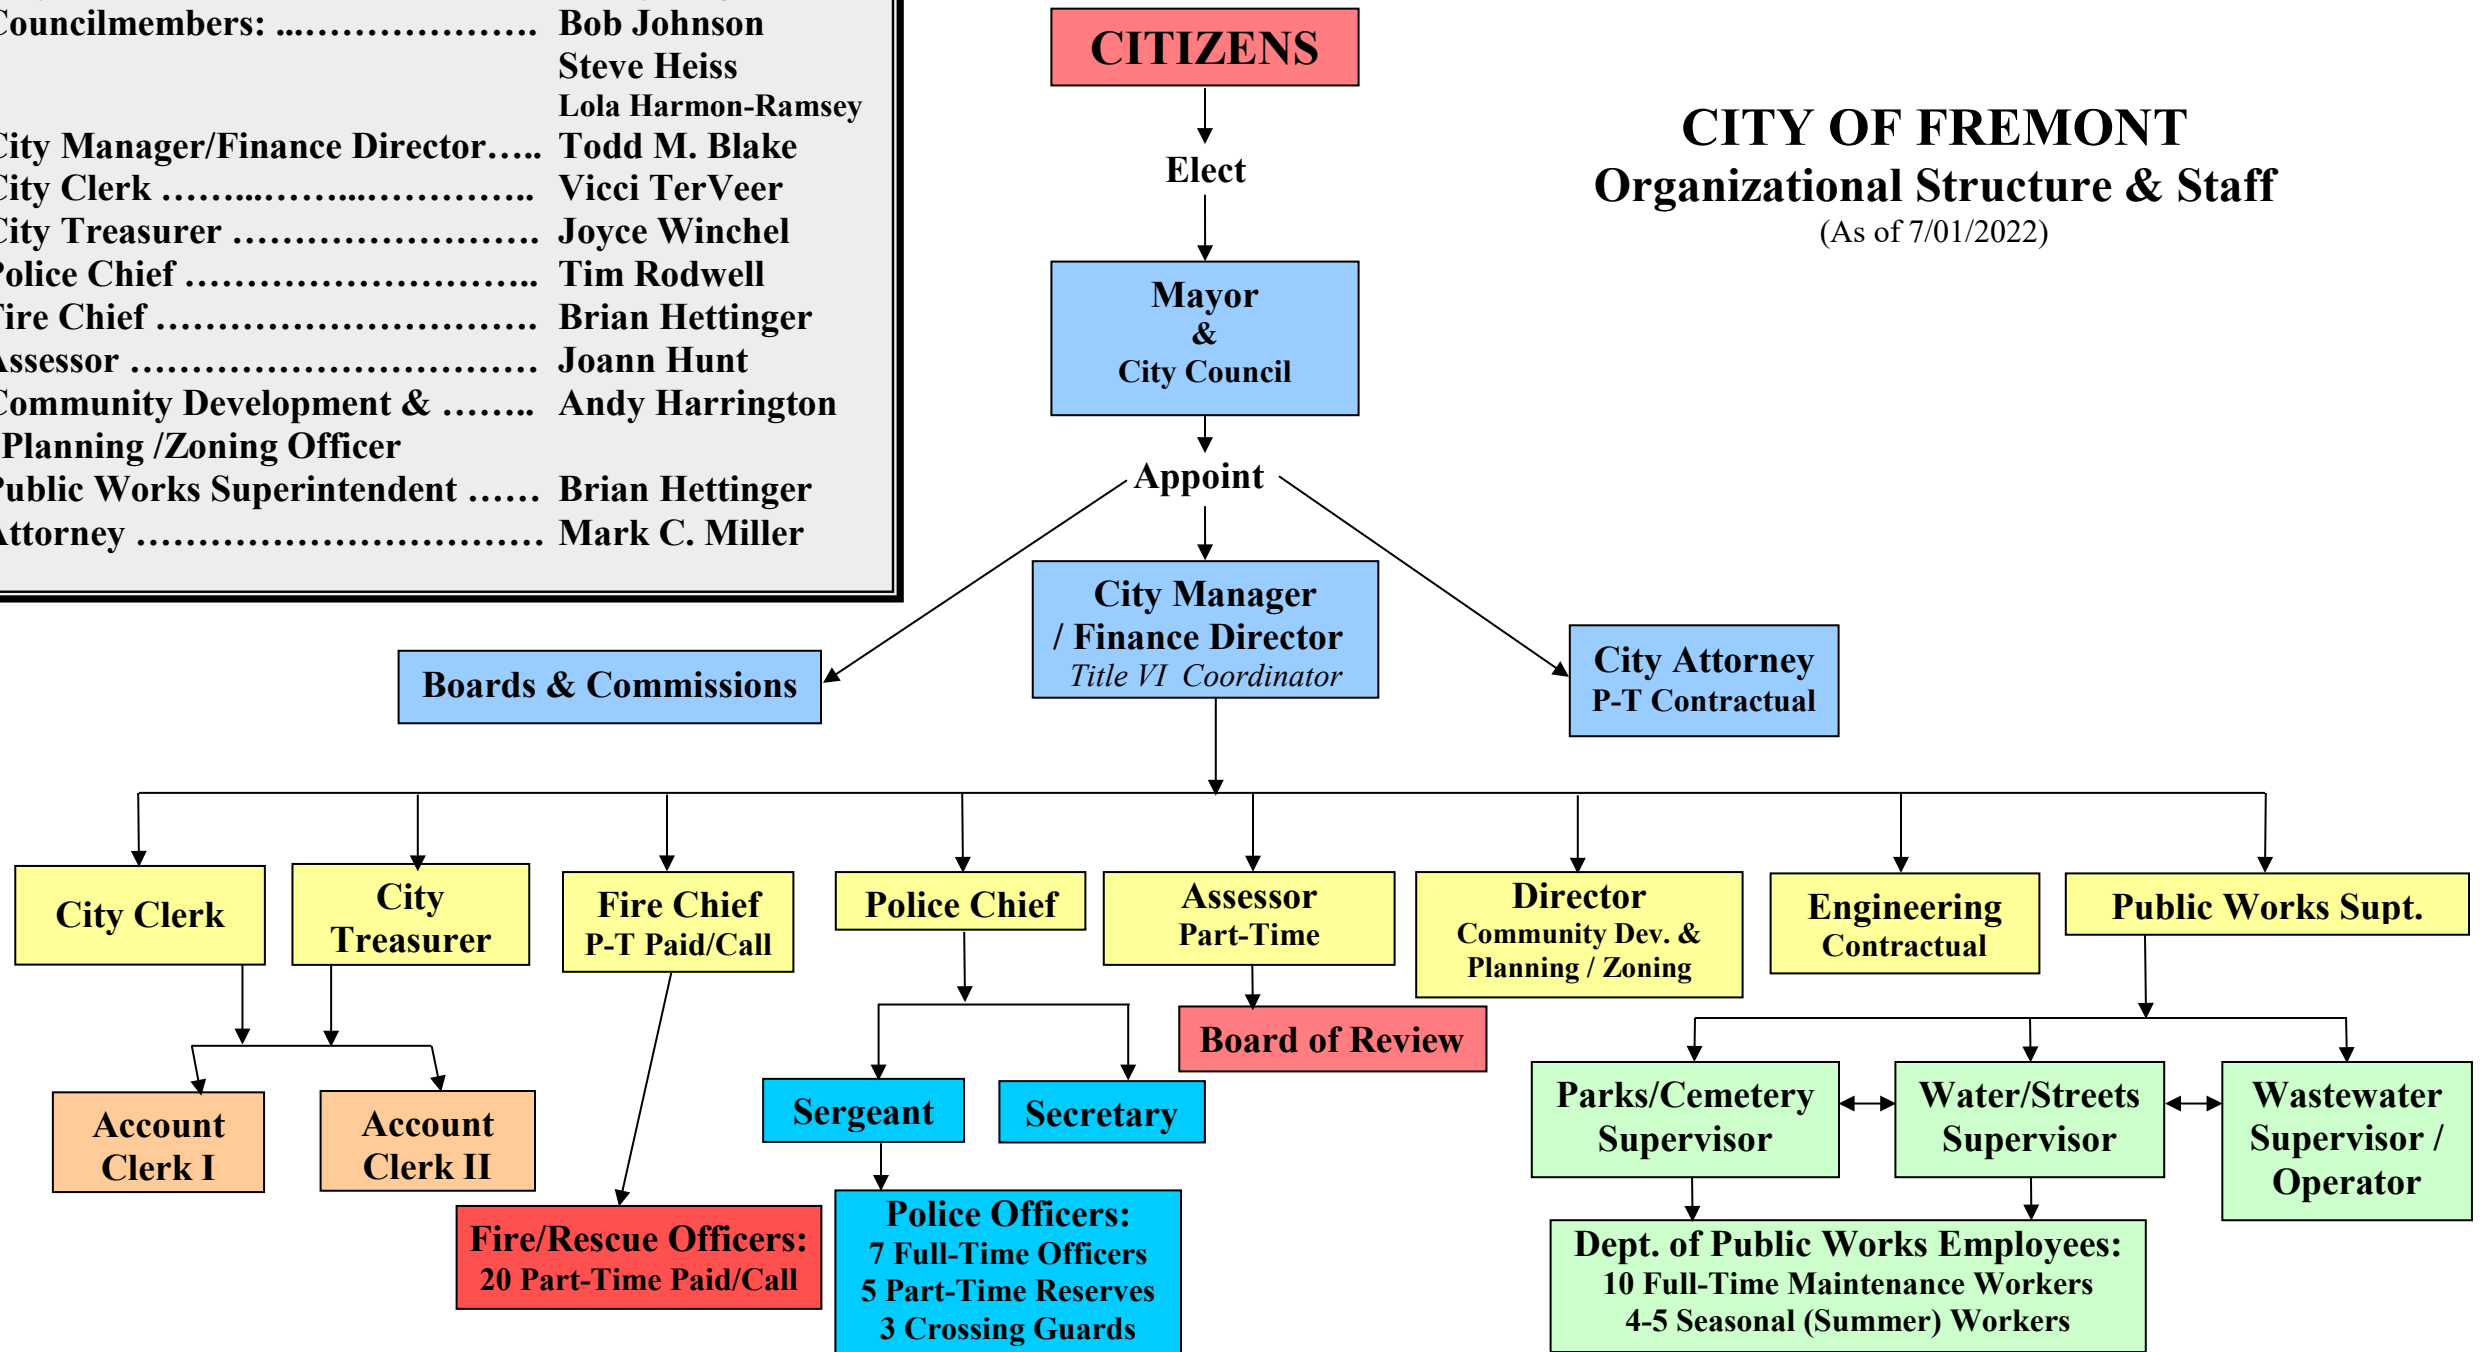 Councilmembers: ...………………. Bob Johnson
Steve Heiss
Lola Harmon-Ramsey
City Manager/Finance Director….. Todd M. Blake
City Clerk ……...……...………….. Vicci TerVeer
City Treasurer ……………………. Joyce Winchel
Police Chief ……………………….. Tim Rodwell
Fire Chief …………………………. Brian Hettinger
Assessor …………………………… Joann Hunt
Community Development & …….. Andy Harrington
Planning /Zoning Officer
Public Works Superintendent …… Brian Hettinger
Attorney …………………………… Mark C. Miller
CITY OF FREMONT
Organizational Structure & Staff
(As of 7/01/2022)
CITIZENS
Elect
Mayor
&
City Council
Appoint
Boards & Commissions
City Manager
/ Finance Director
Title VI Coordinator
City Attorney
P-T Contractual
City Clerk
City
Treasurer
Fire Chief
P-T Paid/Call
Police Chief
Assessor
Part-Time
Director
Community Dev. &
Planning / Zoning
Engineering
Contractual
Public Works Supt.
Account
Clerk I
Account
Clerk II
Fire/Rescue Officers:
20 Part-Time Paid/Call
Sergeant
Secretary
Police Officers:
7 Full-Time Officers
5 Part-Time Reserves
3 Crossing Guards
Board of Review
Parks/Cemetery
Supervisor
Water/Streets
Supervisor
Wastewater
Supervisor /
Operator
Dept. of Public Works Employees:
10 Full-Time Maintenance Workers
4-5 Seasonal (Summer) Workers